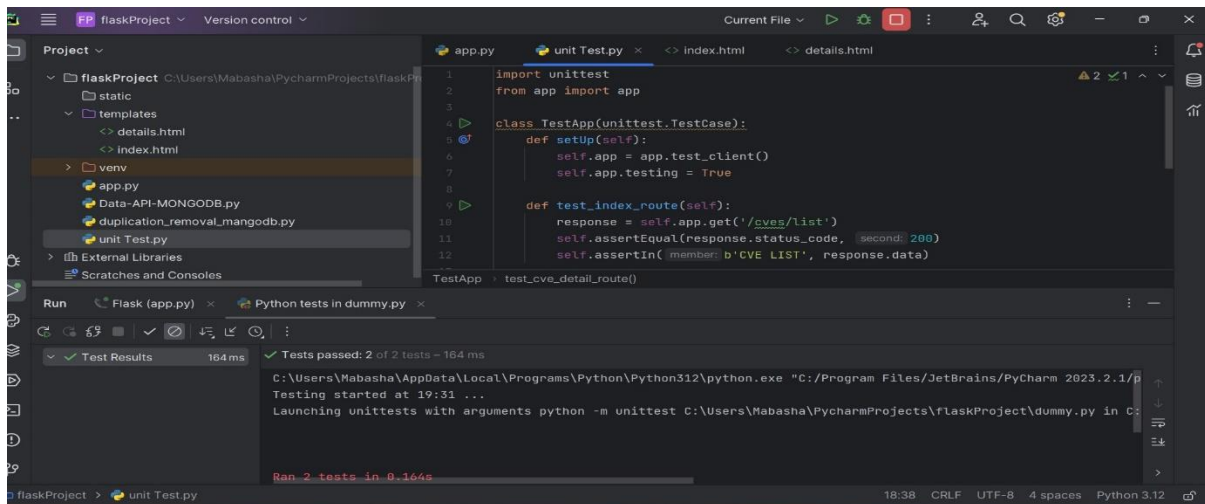 FP flaskProject Version control Current File
Project
app.py unit Test.py index.html details.html
flaskProject C:\Users\Mabasha\PycharmProjects\flaskPr
static
templates
<> details.html
<> index.html
venv
app.py
Data-API-MONGODB.py
duplication_removal_mangodb.py
unit Test.py
External Libraries
Scratches and Consoles
2 1
1 import unittest
2 from app import app
3
4 class TestApp(unittest.TestCase):
5 def setUp(self):
6 self.app = app.test_client()
7 self.app.testing = True
8
9 def test_index_route(self):
10 response = self.app.get('/cves/list')
11 self.assertEqual(response.status_code, second: 200)
12 self.assertIn( member: b'CVE LIST', response.data)
TestApp › test_cve_detail_route()
Run Flask (app.py) Python tests in dummy.py
Test Results 164 ms
Tests passed: 2 of 2 tests – 164 ms
C:\Users\Mabasha\AppData\Local\Programs\Python\Python312\python.exe "C:/Program Files/JetBrains/PyCharm 2023.2.1/p
Testing started at 19:31 ...
Launching unittests with arguments python -m unittest C:\Users\Mabasha\PycharmProjects\flaskProject\dummy.py in C:
Ran 2 tests in 0.164s
flaskProject > unit Test.py 18:38 CRLF UTF-8 4 spaces Python 3.12